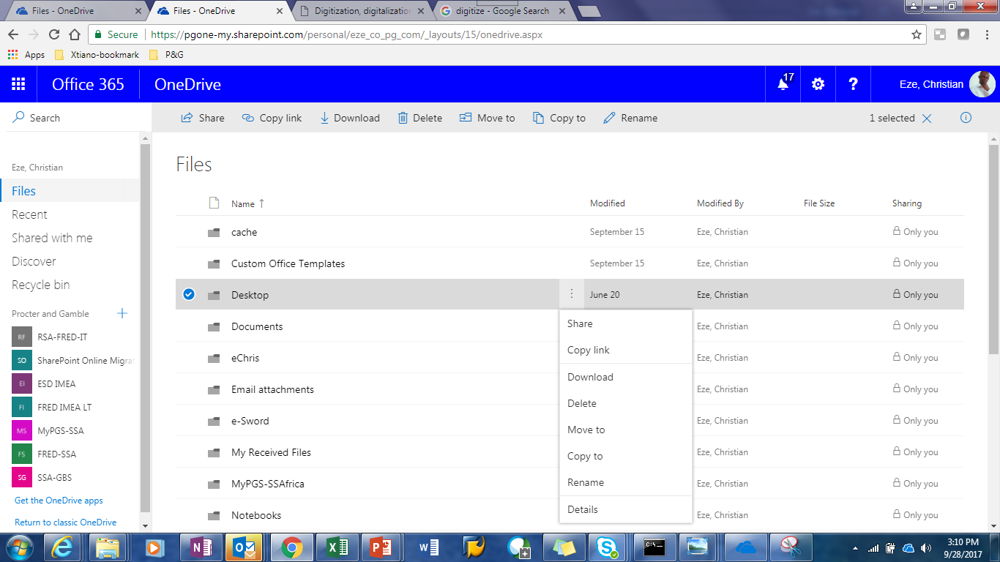 Files - OneDrive
Files - OneDrive
Digitization, digitalization
digitize - Google Search
Secure
https://pgone-my.sharepoint.com/personal/eze_co_pg_com/_layouts/15/onedrive.aspx
Apps
Xtiano-bookmark
P&G
Office 365
OneDrive
17
?
Eze, Christian
Search
Share
Copy link
Download
Delete
Move to
Copy to
Rename
1 selected
Eze, Christian
Files
Recent
Shared with me
Discover
Recycle bin
Procter and Gamble
RF RSA-FRED-IT
SO SharePoint Online Migra
EI ESD IMEA
FI FRED IMEA LT
MS MyPGS-SSA
FS FRED-SSA
SG SSA-GBS
Get the OneDrive apps
Return to classic OneDrive
Files
Name Modified Modified By File Size Sharing
cache September 15 Eze, Christian Only you
Custom Office Templates September 15 Eze, Christian Only you
Desktop June 20 Eze, Christian Only you
Documents Eze, Christian Only you
eChris Eze, Christian Only you
Email attachments Eze, Christian Only you
e-Sword Eze, Christian Only you
My Received Files Eze, Christian Only you
MyPGS-SSAfrica Eze, Christian Only you
Notebooks Eze, Christian Only you
Share
Copy link
Download
Delete
Move to
Copy to
Rename
Details
3:10 PM
9/28/2017